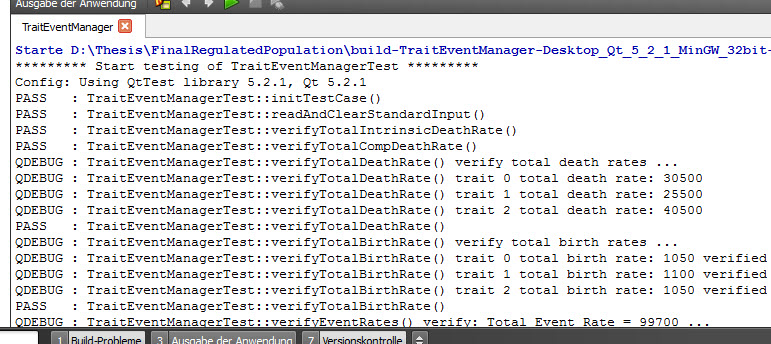 Ausgabe der Anwendung
TraitEventManager
Starte D:\Thesis\FinalRegulatedPopulation\build-TraitEventManager-Desktop_Qt_5_2_1_MinGW_32bit-
********* Start testing of TraitEventManagerTest *********
Config: Using QtTest library 5.2.1, Qt 5.2.1
PASS   : TraitEventManagerTest::initTestCase()
PASS   : TraitEventManagerTest::readAndClearStandardInput()
PASS   : TraitEventManagerTest::verifyTotalIntrinsicDeathRate()
PASS   : TraitEventManagerTest::verifyTotalCompDeathRate()
QDEBUG : TraitEventManagerTest::verifyTotalDeathRate() verify total death rates ...
QDEBUG : TraitEventManagerTest::verifyTotalDeathRate() trait 0 total death rate: 30500
QDEBUG : TraitEventManagerTest::verifyTotalDeathRate() trait 1 total death rate: 25500
QDEBUG : TraitEventManagerTest::verifyTotalDeathRate() trait 2 total death rate: 40500
PASS   : TraitEventManagerTest::verifyTotalDeathRate()
QDEBUG : TraitEventManagerTest::verifyTotalBirthRate() verify total birth rates ...
QDEBUG : TraitEventManagerTest::verifyTotalBirthRate() trait 0 total birth rate: 1050 verified
QDEBUG : TraitEventManagerTest::verifyTotalBirthRate() trait 1 total birth rate: 1100 verified
QDEBUG : TraitEventManagerTest::verifyTotalBirthRate() trait 2 total birth rate: 1050 verified
PASS   : TraitEventManagerTest::verifyTotalBirthRate()
QDEBUG : TraitEventManagerTest::verifyEventRates() verify: Total Event Rate = 99700 ...
1 Build-Probleme 3 Ausgabe der Anwendung 7 Versionskontrolle